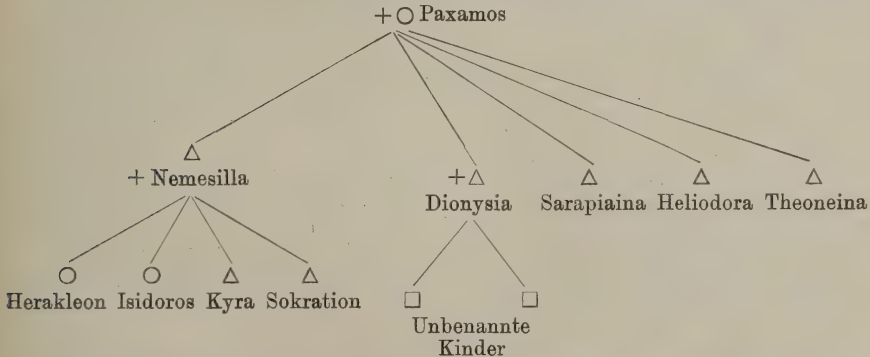 + ○ Paxamos
△
+ Nemesilla
+ △ △ △ △
Dionysia Sarapiaina Heliodora Theoneina
○ ○ △ △
Herakleon Isidoros Kyra Sokration
□ □
Unbenannte
Kinder